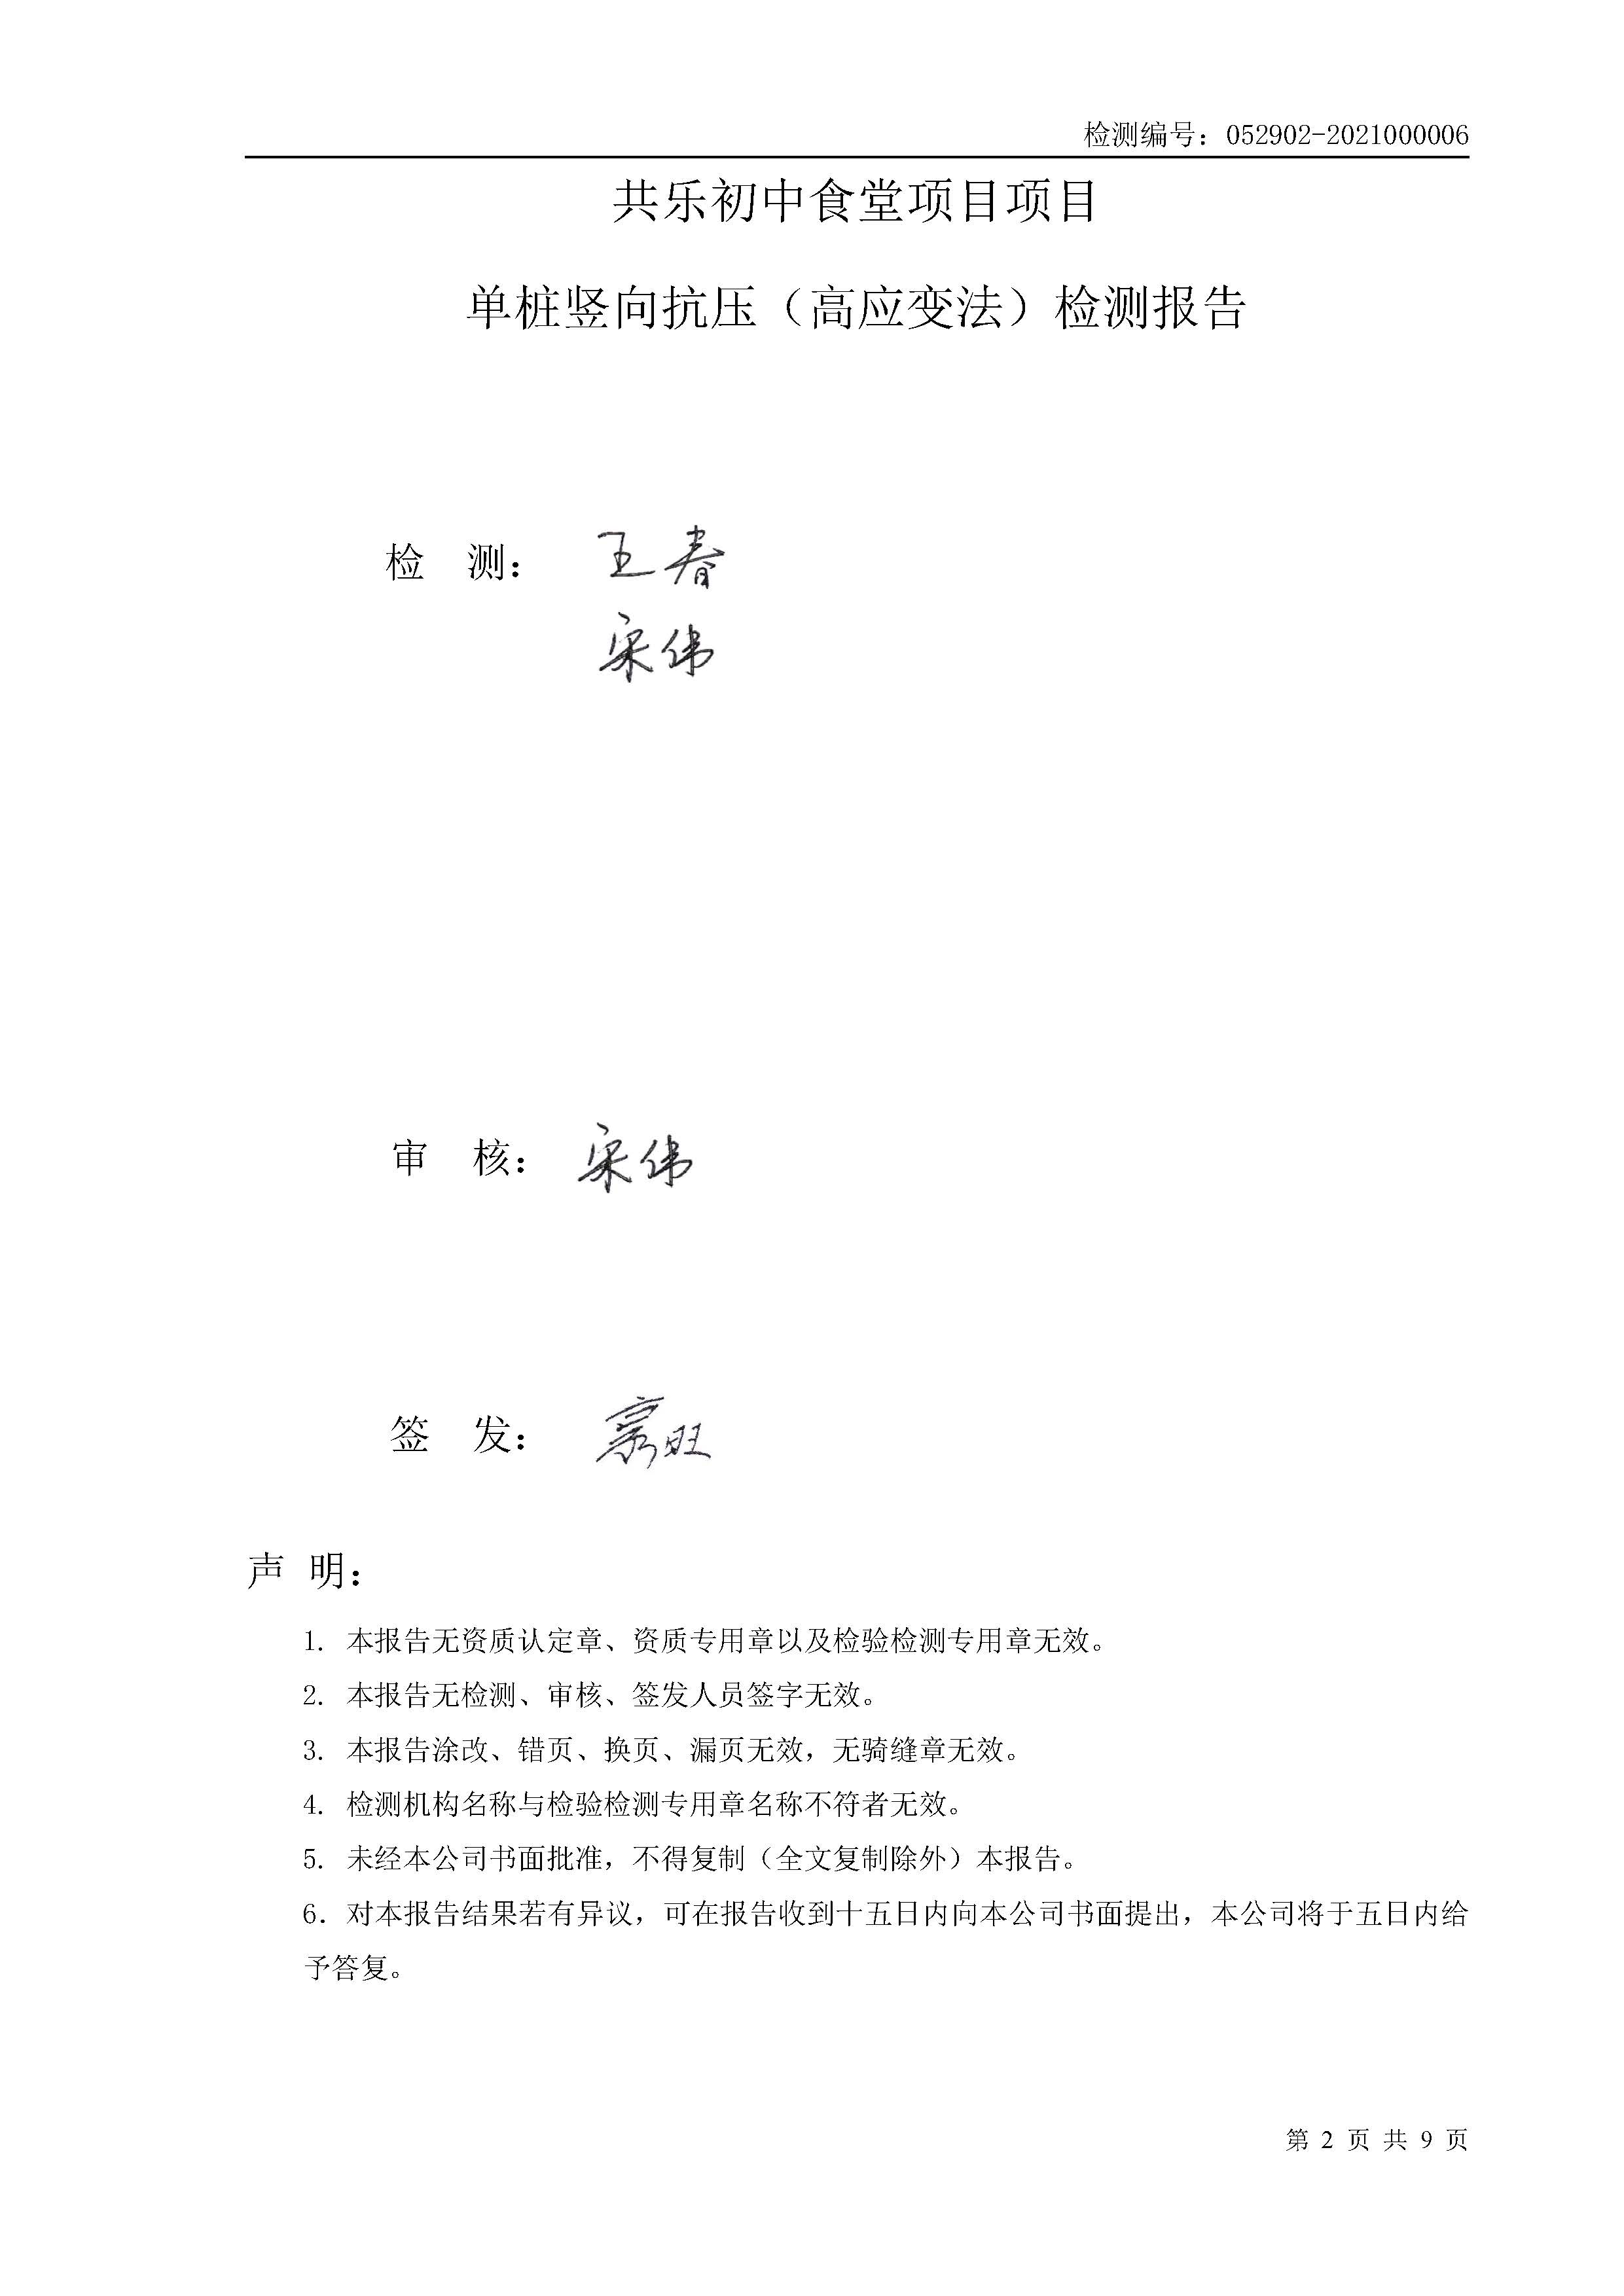 检测编号：052902-2021000006
共乐初中食堂项目项目
单桩竖向抗压（高应变法）检测报告
检 测： 王春
宋伟
审 核： 宋伟
签 发： 旺
声 明：
1. 本报告无资质认定章、资质专用章以及检验检测专用章无效。
2. 本报告无检测、审核、签发人员签字无效。
3. 本报告涂改、错页、换页、漏页无效，无骑缝章无效。
4. 检测机构名称与检验检测专用章名称不符者无效。
5. 未经本公司书面批准，不得复制（全文复制除外）本报告。
6. 对本报告结果若有异议，可在报告收到十五日内向本公司书面提出，本公司将于五日内给
予答复。
第 2 页 共 9 页